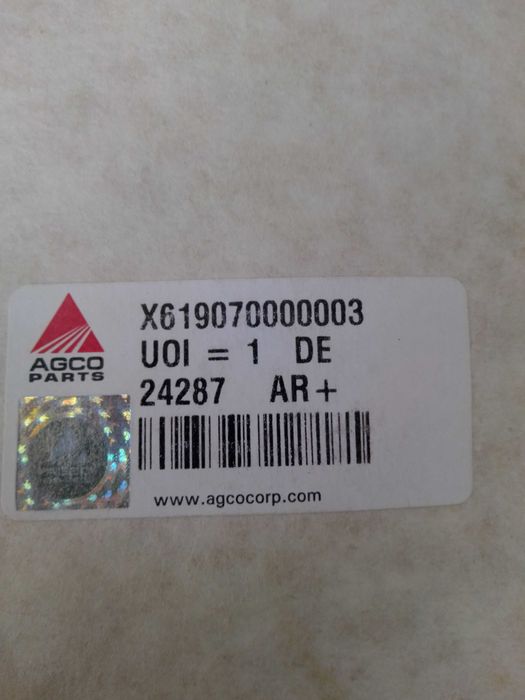 AGCO
PARTS
X619070000003
UOI = 1 DE
24287 AR+
www.agcocorp.com